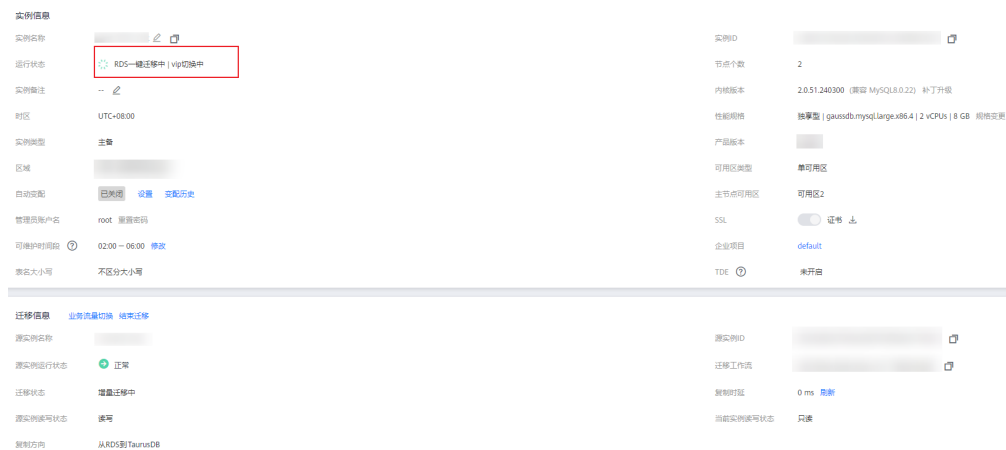 实例信息
实例名称
实例ID
运行状态 RDS一键迁移中 | vip切换中
节点个数 2
实例备注 --
内核版本 2.0.51.240300 (兼容 MySQL8.0.22) 补丁升级
时区 UTC+08:00
性能规格 独享型 | gaussdb.mysql.large.x86.4 | 2 vCPUs | 8 GB 规格变更
实例类型 主备
产品版本
区域
可用区类型 单可用区
自动变配 已关闭 设置 变配历史
主节点可用区 可用区2
管理员账户名 root 重置密码
SSL 证书
可维护时间段 ? 02:00 — 06:00 修改
企业项目 default
表名大小写 不区分大小写
TDE ? 未开启
迁移信息 业务流量切换 结束迁移
源实例名称
源实例ID
源实例运行状态 正常
迁移工作流
迁移状态 增量迁移中
复制时延 0 ms 刷新
源实例读写状态 读写
当前实例读写状态 只读
复制方向 从RDS到TaurusDB